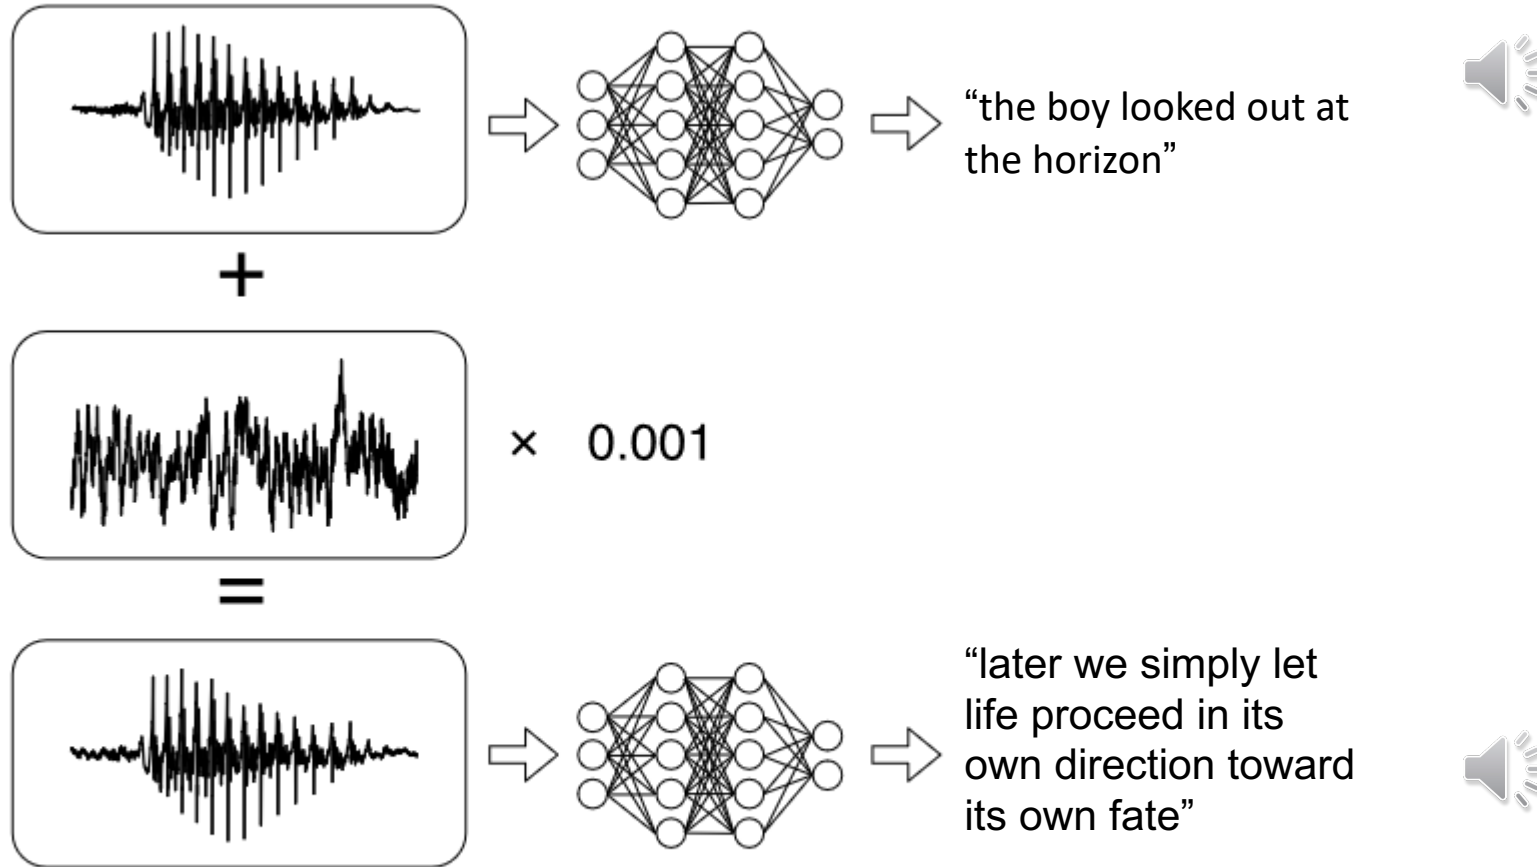 “the boy looked out at
the horizon”
+
× 0.001
=
“later we simply let
life proceed in its
own direction toward
its own fate”